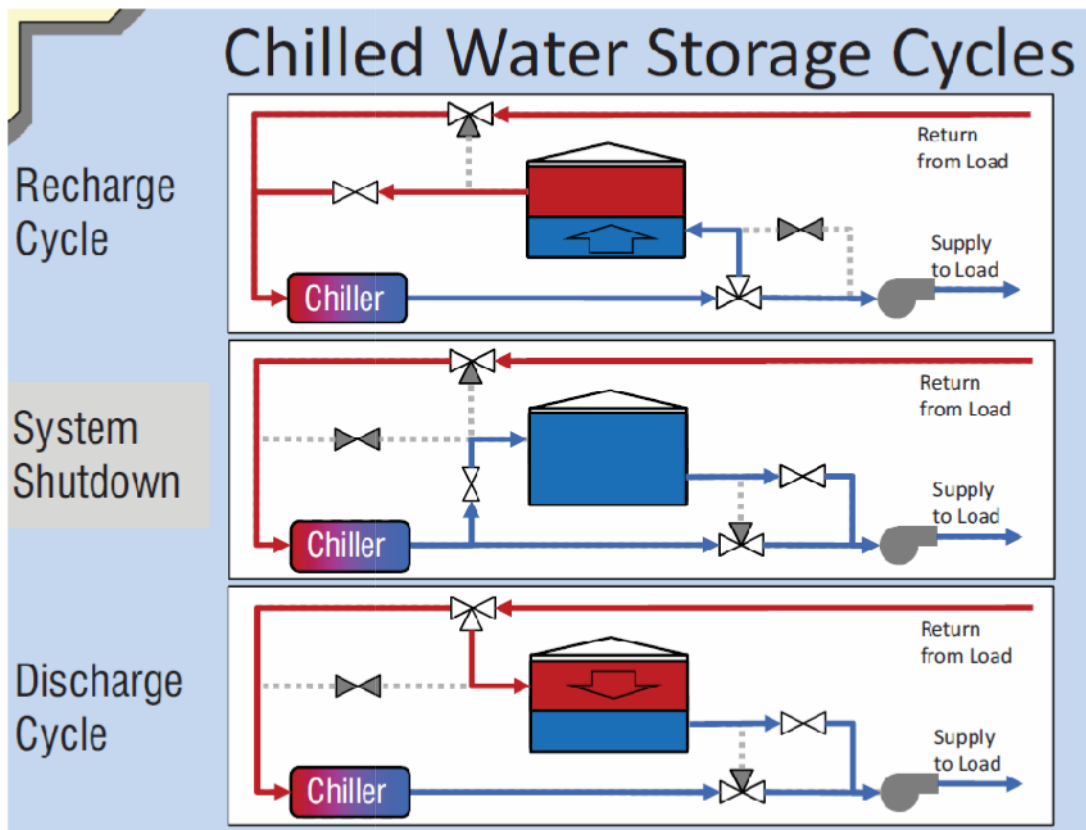 Chilled Water Storage Cycles
Recharge
Cycle
Return
from Load
Supply
to Load
Chiller
System
Shutdown
Return
from Load
Supply
to Load
Chiller
Discharge
Cycle
Return
from Load
Supply
to Load
Chiller